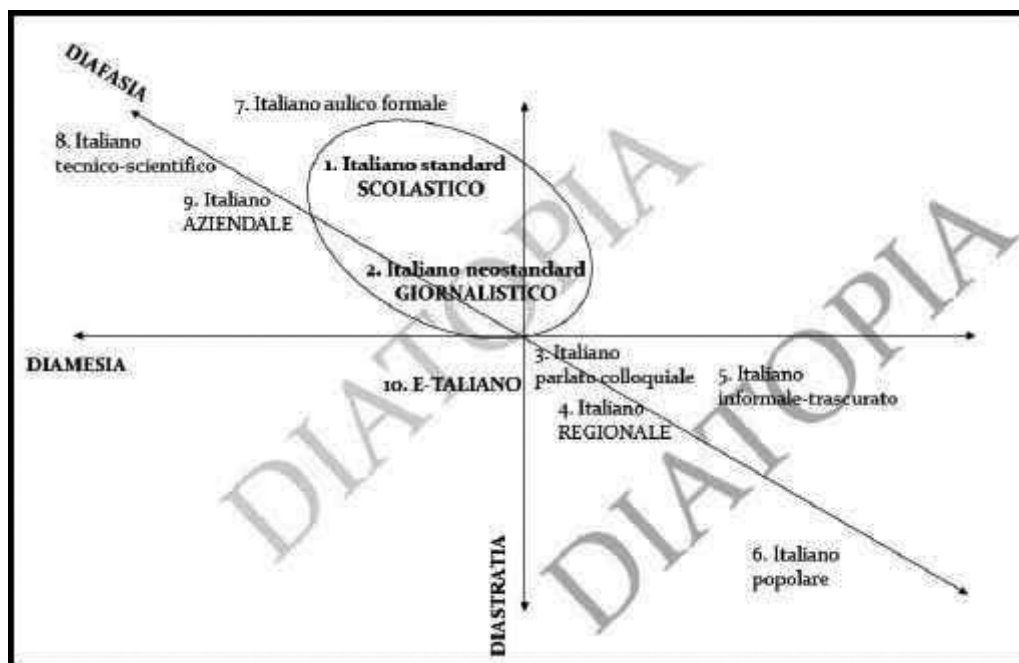 DIAFASIA
7. Italiano aulico formale
8. Italiano
tecnico-scientifico
1. Italiano standard
SCOLASTICO
9. Italiano
AZIENDALE
2. Italiano neostandard
GIORNALISTICO
DIAMESIA
3. Italiano
parlato colloquiale
10. E-TALIANO
5. Italiano
informale-trascurato
4. Italiano
REGIONALE
6. Italiano
popolare
DIASTRATIA
DIATOPIA
DIATOPIA